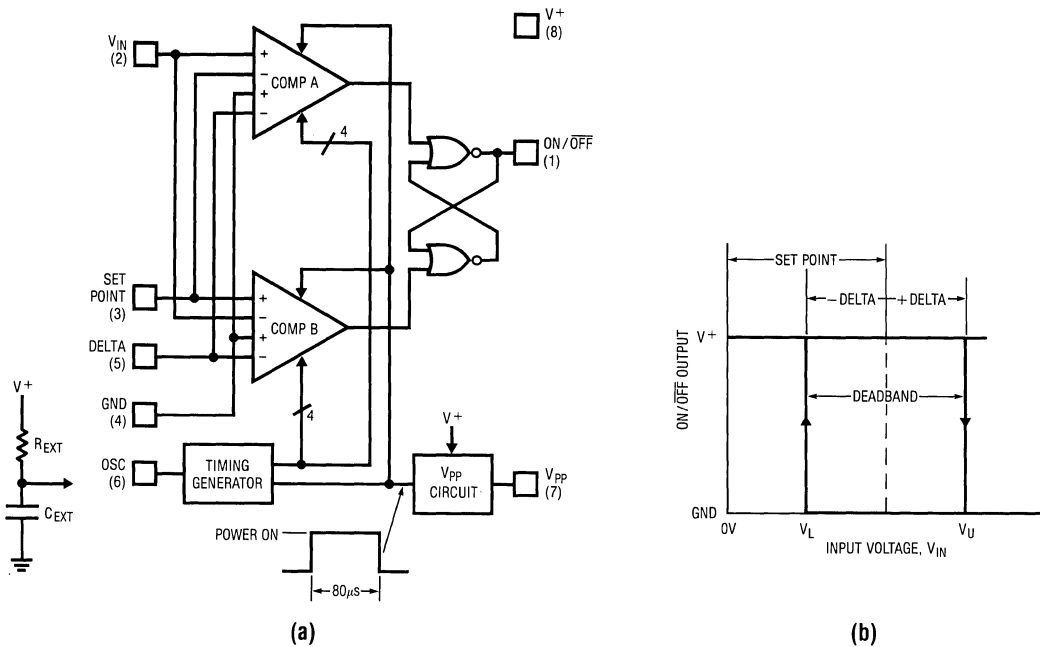 V+
(8)
VIN
(2)
+
−
+
−
COMP A
4
ON/OFF
(1)
SET
POINT
(3)
+
−
+
−
COMP B
DELTA
(5)
GND
(4)
4
V+
REXT
CEXT
OSC
(6)
TIMING
GENERATOR
V+
VPP
CIRCUIT
VPP
(7)
POWER ON
80μs
(a)
SET POINT
− DELTA
+ DELTA
V+
DEADBAND
ON/OFF OUTPUT
GND
0V
VL
VU
INPUT VOLTAGE, VIN
(b)